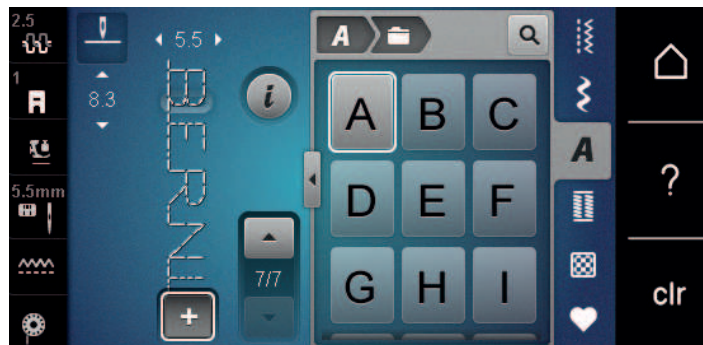 2.5
1
5.5mm
5.5
8.3
BERNI
i
7/7
+
A
A B C
D E F
G H I
A
?
clr